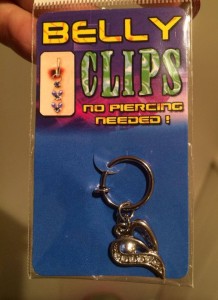 BELLY
CLIPS
NO PIERCING
NEEDED !